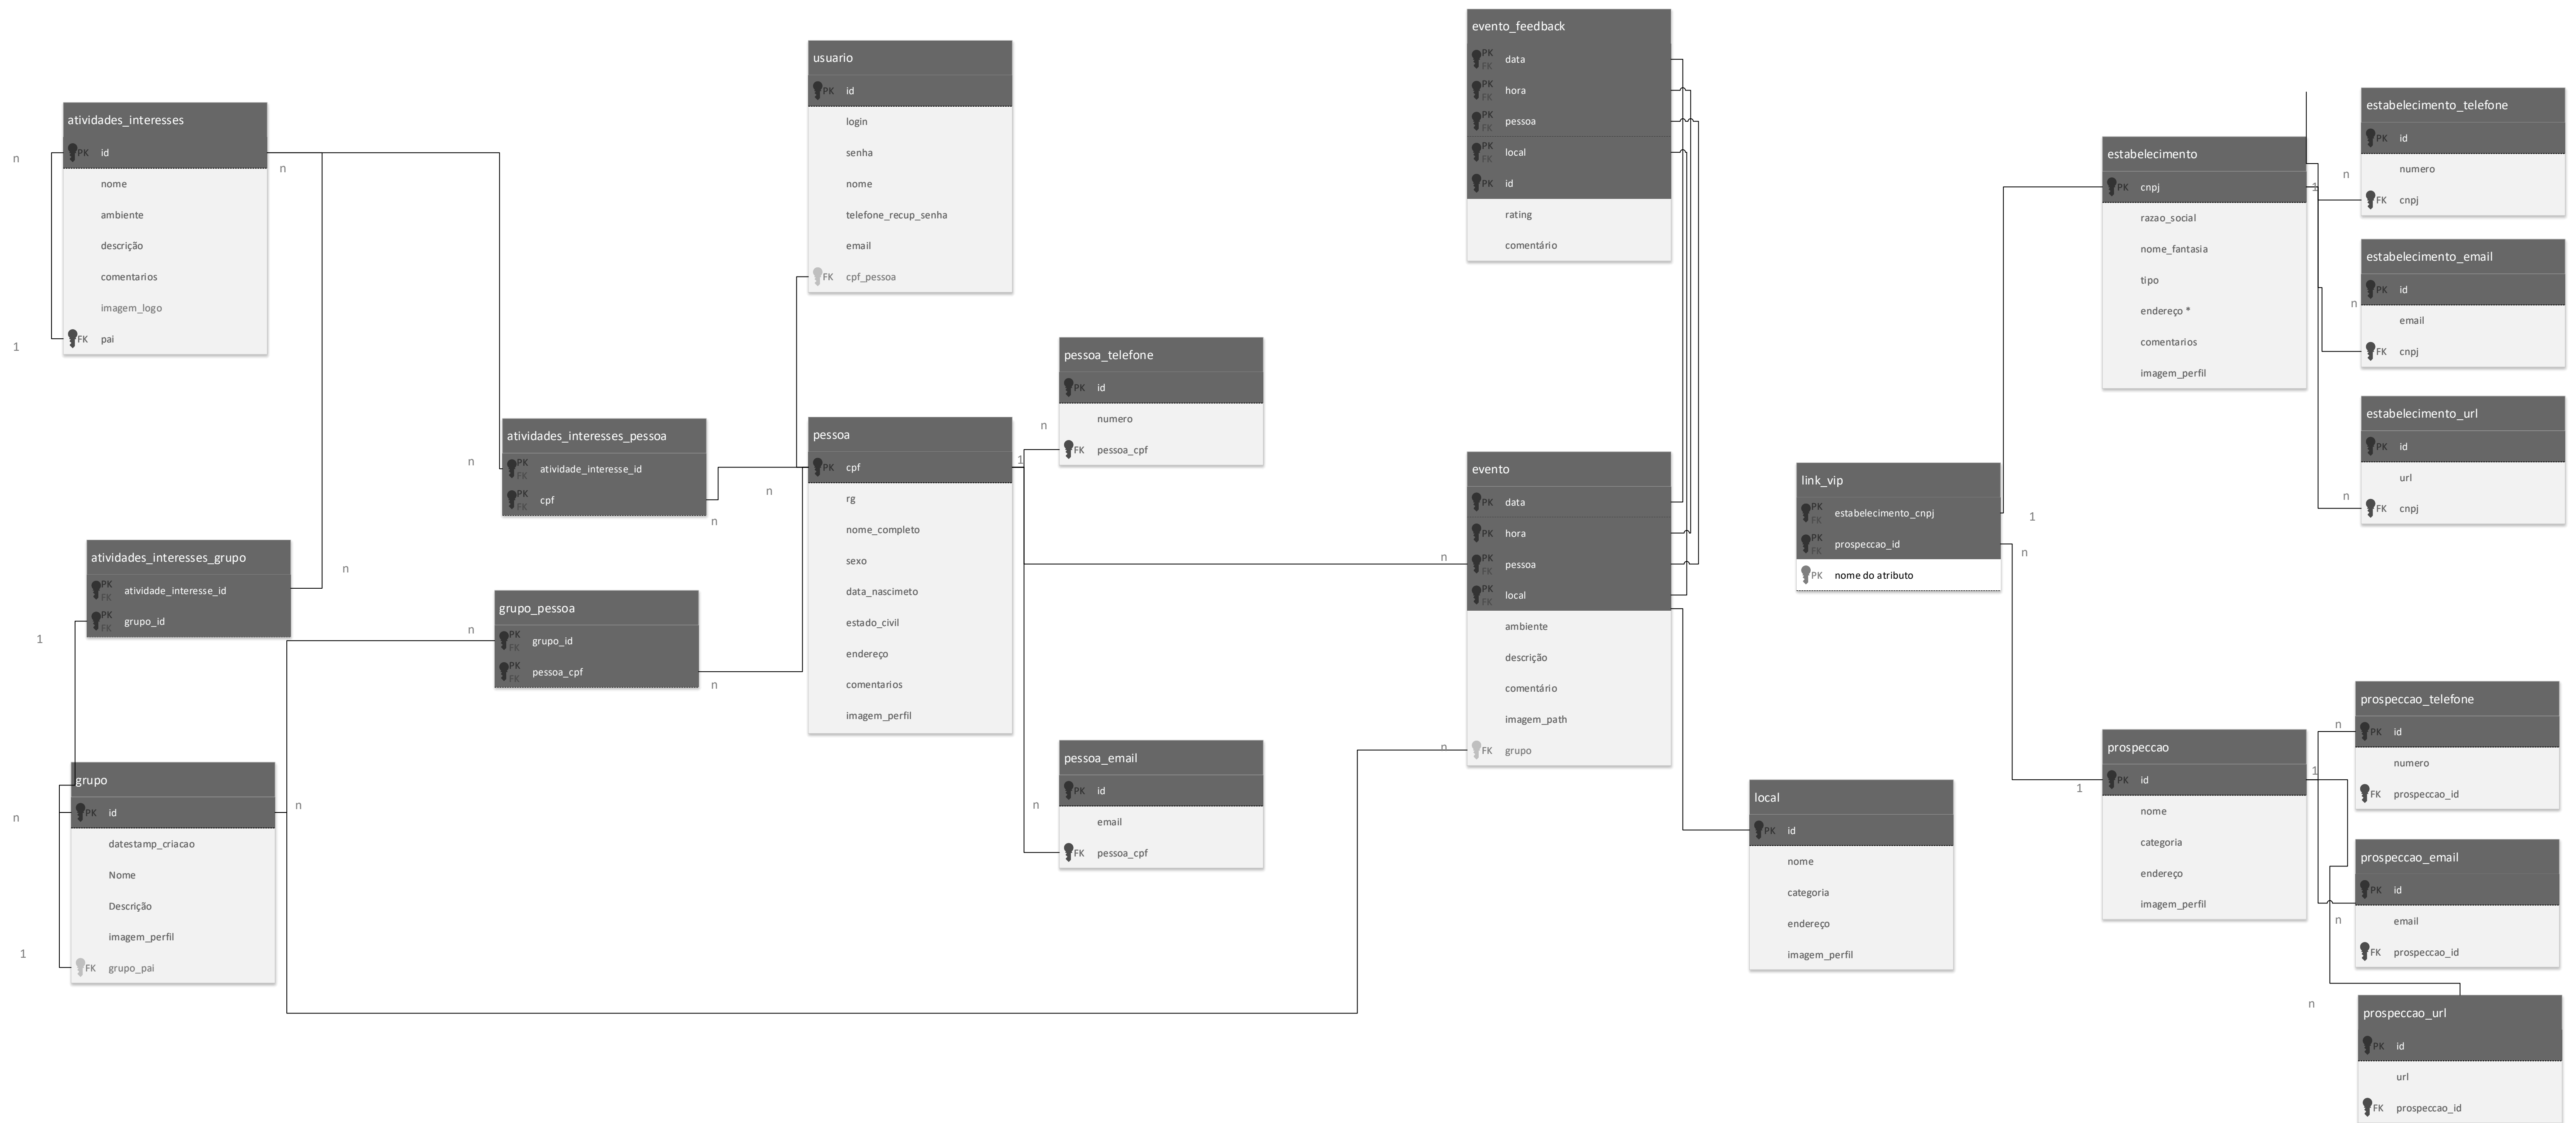 evento_feedback
PK
FK
data
PK
FK
hora
PK
FK
pessoa
PK
FK
local
PK
id
rating
comentário
usuario
PK
id
login
senha
nome
telefone_recup_senha
email
FK
cpf_pessoa
atividades_interesses
PK
id
nome
ambiente
descrição
comentarios
imagem_logo
FK
pai
n
1
n
estabelecimento
PK
cnpj
razao_social
nome_fantasia
tipo
endereço *
comentarios
imagem_perfil
1
estabelecimento_telefone
PK
id
numero
FK
cnpj
n
estabelecimento_email
PK
id
email
FK
cnpj
n
estabelecimento_url
PK
id
url
FK
cnpj
n
pessoa_telefone
PK
id
numero
FK
pessoa_cpf
n
atividades_interesses_pessoa
PK
FK
atividade_interesse_id
PK
FK
cpf
n
n
n
pessoa
PK
cpf
rg
nome_completo
sexo
data_nascimeto
estado_civil
endereço
comentarios
imagem_perfil
1
evento
PK
data
PK
hora
PK
FK
pessoa
PK
FK
local
ambiente
descrição
comentário
imagem_path
FK
grupo
n
n
link_vip
PK
FK
estabelecimento_cnpj
PK
FK
prospeccao_id
PK
nome do atributo
1
n
atividades_interesses_grupo
PK
FK
atividade_interesse_id
PK
FK
grupo_id
n
1
grupo_pessoa
PK
FK
grupo_id
PK
FK
pessoa_cpf
n
n
grupo
PK
id
datestamp_criacao
Nome
Descrição
imagem_perfil
FK
grupo_pai
n
n
1
pessoa_email
PK
id
email
FK
pessoa_cpf
n
local
PK
id
nome
categoria
endereço
imagem_perfil
prospeccao
PK
id
nome
categoria
endereço
imagem_perfil
1
1
prospeccao_telefone
PK
id
numero
FK
prospeccao_id
n
prospeccao_email
PK
id
email
FK
prospeccao_id
n
prospeccao_url
PK
id
url
FK
prospeccao_id
n